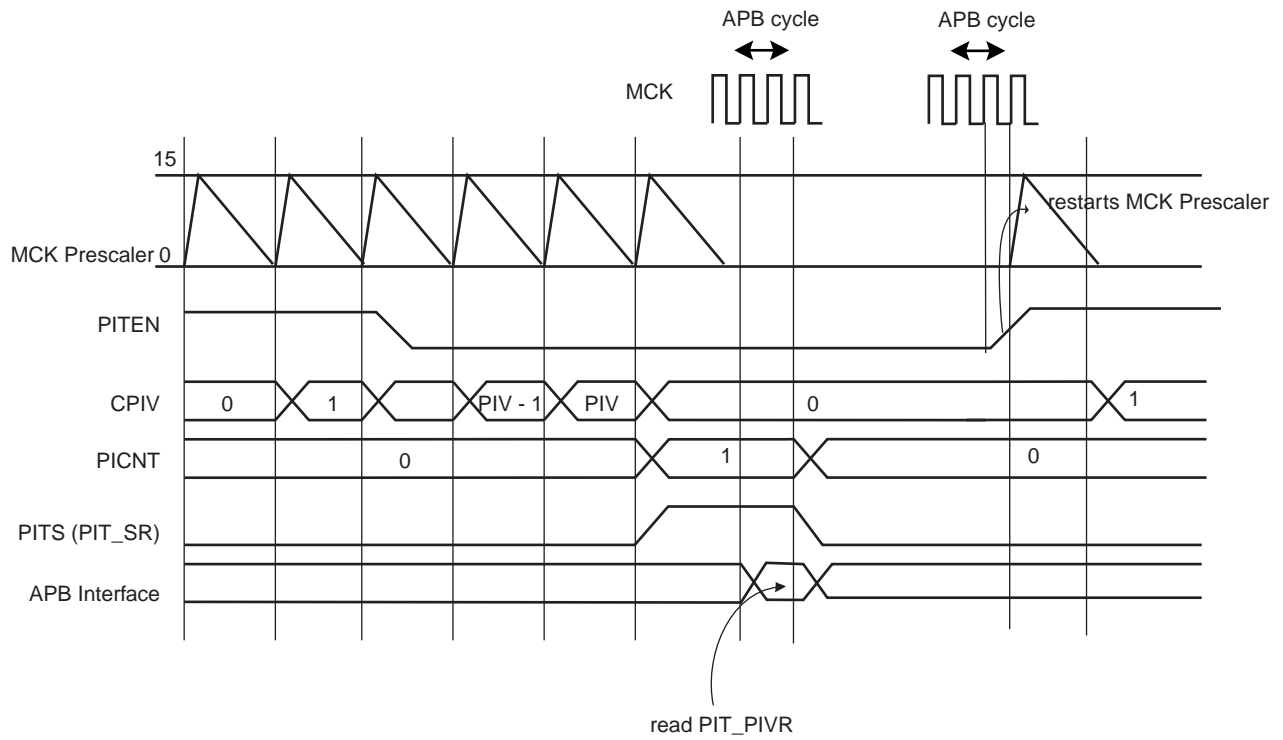 APB cycle
APB cycle
MCK
15
restarts MCK Prescaler
MCK Prescaler 0
PITEN
CPIV 0 1 PIV - 1 PIV 0 1
PICNT 0 1 0
PITS (PIT_SR)
APB Interface
read PIT_PIVR